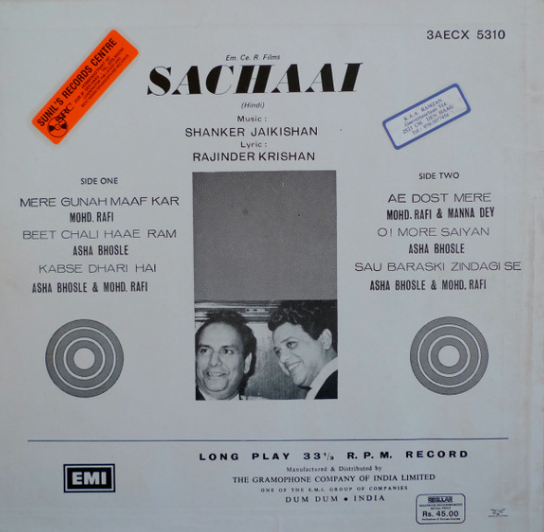 3AECX 5310
SUNIL'S RECORDS CENTRE
Em. Ce. R. Films
SACHAAI
(Hindi)
Music :
SHANKER JAIKISHAN
Lyric :
RAJINDER KRISHAN
SIDE ONE
MERE GUNAH MAAF KAR
MOHD. RAFI
BEET CHALI HAAE RAM
ASHA BHOSLE
KABSE DHARI HAI
ASHA BHOSLE & MOHD. RAFI
SIDE TWO
AE DOST MERE
MOHD. RAFI & MANNA DEY
O! MORE SAIYAN
ASHA BHOSLE
SAU BARASKI ZINDAGI SE
ASHA BHOSLE & MOHD. RAFI
LONG PLAY 33⅓ R.P.M. RECORD
Manufactured & Distributed by
THE GRAMOPHONE COMPANY OF INDIA LIMITED
ONE OF THE E.M.I. GROUP OF COMPANIES
DUM DUM • INDIA
EMI
REGULAR
Rs. 45.00